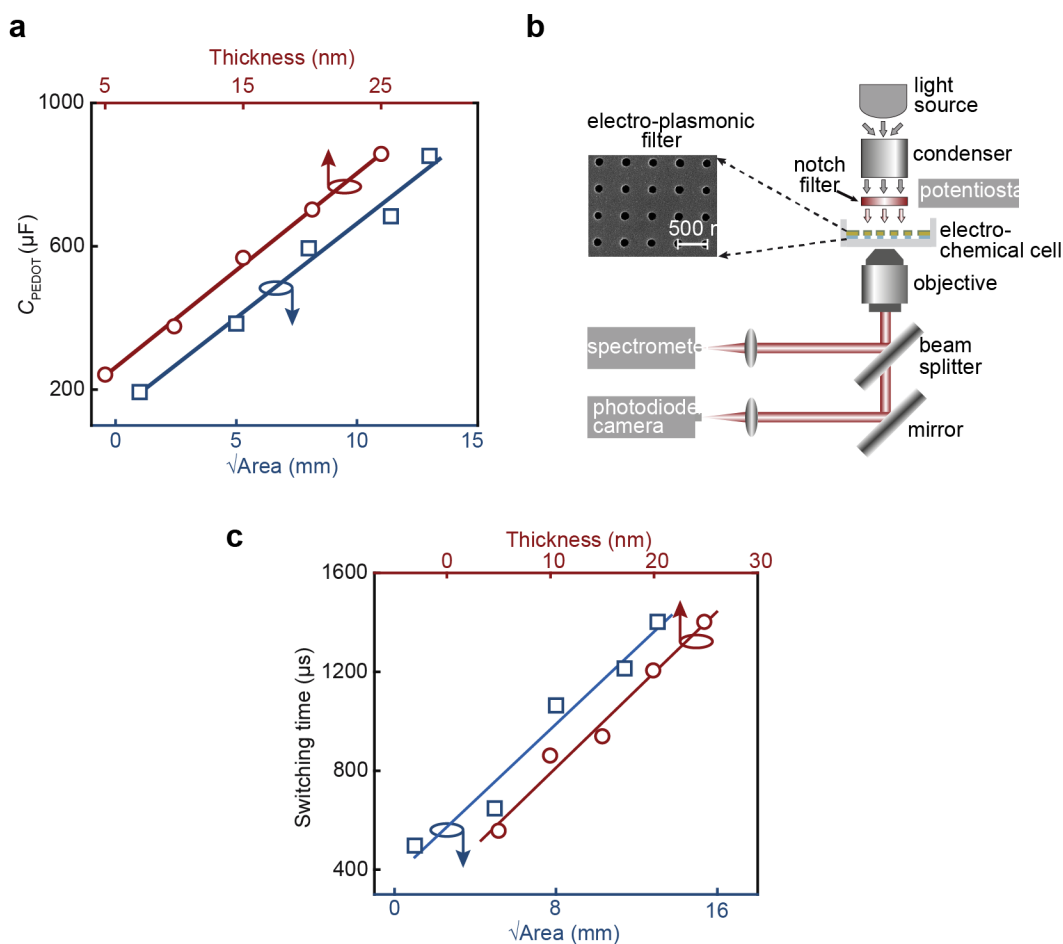 a
Thickness (nm)
5 15 25
1000
600
200
C_PEDOT (µF)
0 5 10 15
√Area (mm)
b
light
source
electro-plasmonic
filter
condenser
notch
filter
potentiosta
500 r
electro-
chemical cell
objective
spectromete
beam
splitter
photodiode
camera
mirror
c
Thickness (nm)
0 10 20 30
1600
1200
800
400
Switching time (µs)
0 8 16
√Area (mm)